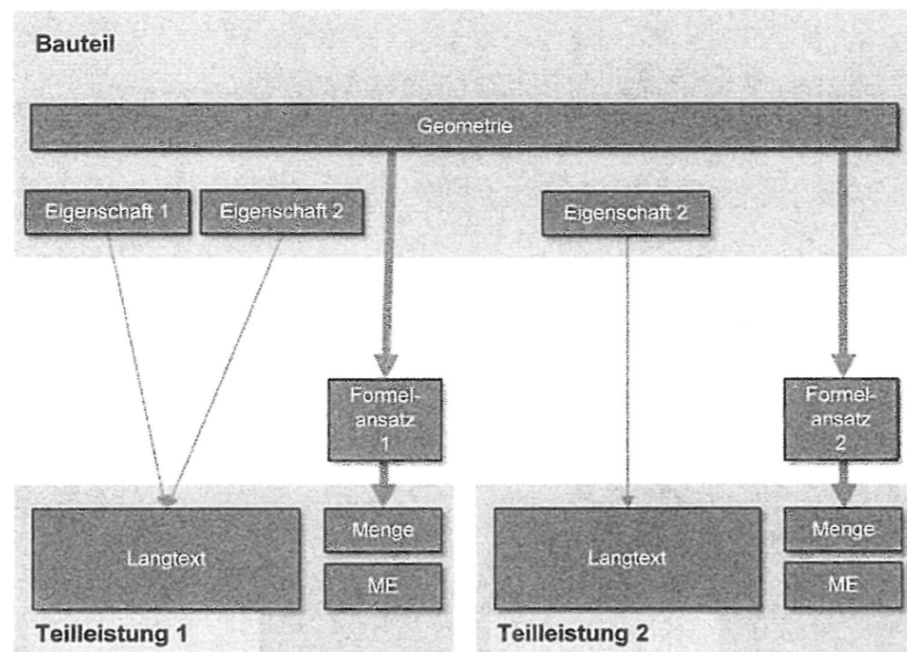 Bauteil
Geometrie
Eigenschaft 1
Eigenschaft 2
Eigenschaft 2
Formel-
ansatz
1
Formel-
ansatz
2
Langtext
Menge
ME
Langtext
Menge
ME
Teilleistung 1
Teilleistung 2